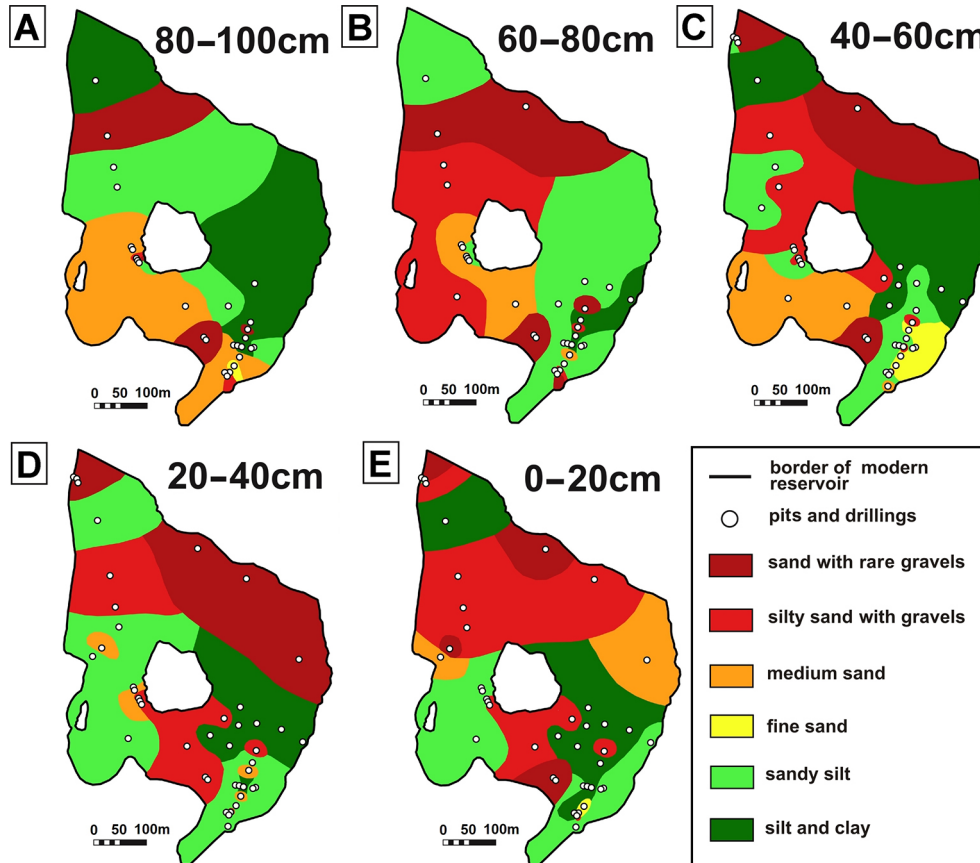 A
80–100cm
B
60–80cm
C
40–60cm
0 50 100m
0 50 100m
0 50 100m
D
20–40cm
E
0–20cm
0 50 100m
0 50 100m
border of modern
reservoir
pits and drillings
sand with rare gravels
silty sand with gravels
medium sand
fine sand
sandy silt
silt and clay